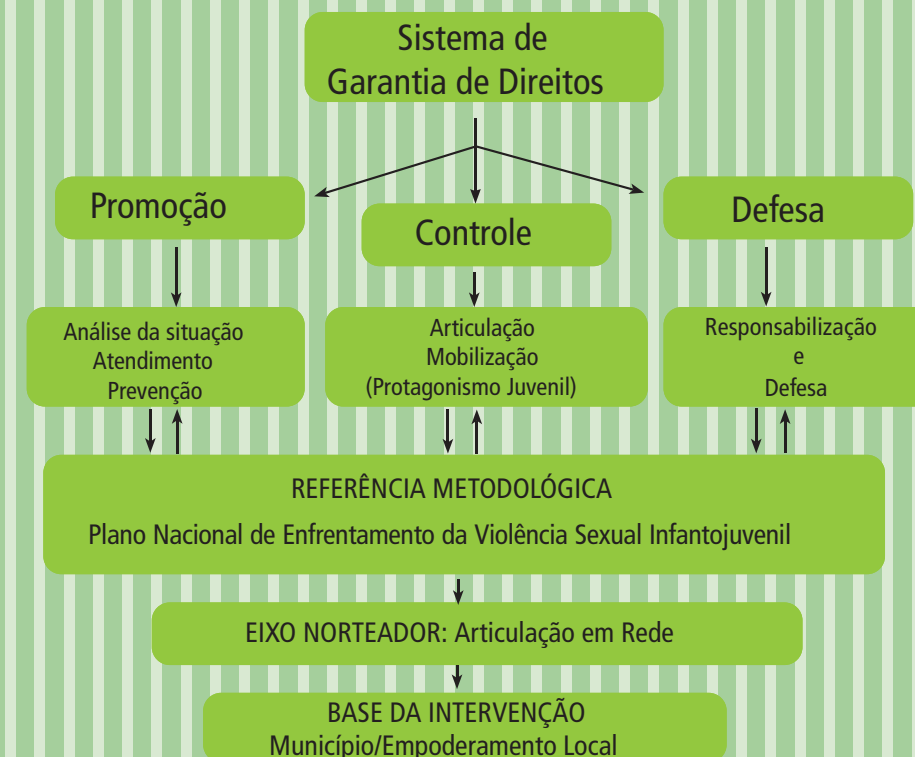 Sistema de
Garantia de Direitos
Promoção
Controle
Defesa
Análise da situação
Atendimento
Prevenção
Articulação
Mobilização
(Protagonismo Juvenil)
Responsabilização
e
Defesa
REFERÊNCIA METODOLÓGICA
Plano Nacional de Enfrentamento da Violência Sexual Infantojuvenil
EIXO NORTEADOR: Articulação em Rede
BASE DA INTERVENÇÃO
Município/Empoderamento Local